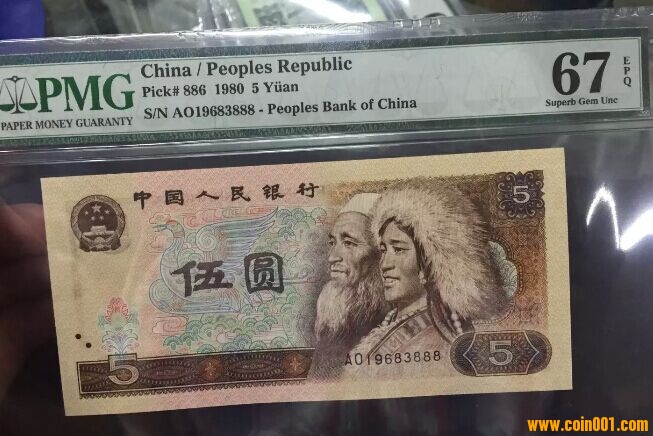 PMG
PAPER MONEY GUARANTY
China / Peoples Republic
Pick# 886 1980 5 Yüan
S/N AO19683888 - Peoples Bank of China
67 EPQ
Superb Gem Unc
中国人民银行
5
伍圆
AO19683888
5
5
www.coin001.com